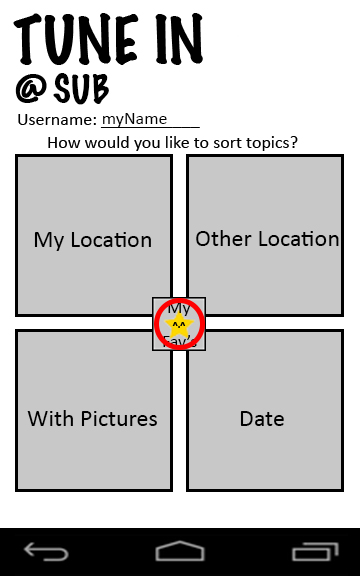 TUNE IN
@ SUB
Username: myName
How would you like to sort topics?
My Location
Other Location
My
Fav's
With Pictures
Date